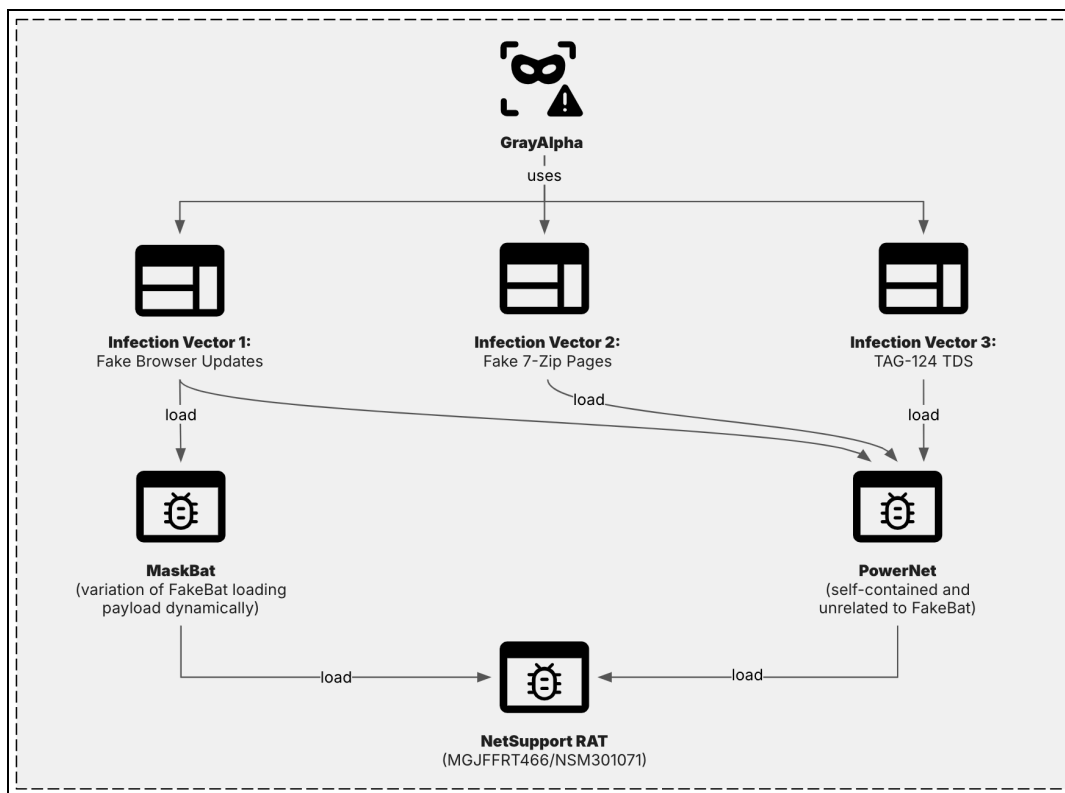 GrayAlpha
uses
Infection Vector 1:
Fake Browser Updates
Infection Vector 2:
Fake 7-Zip Pages
Infection Vector 3:
TAG-124 TDS
load
load
load
MaskBat
(variation of FakeBat loading
payload dynamically)
PowerNet
(self-contained and
unrelated to FakeBat)
load
load
NetSupport RAT
(MGJFFRT466/NSM301071)